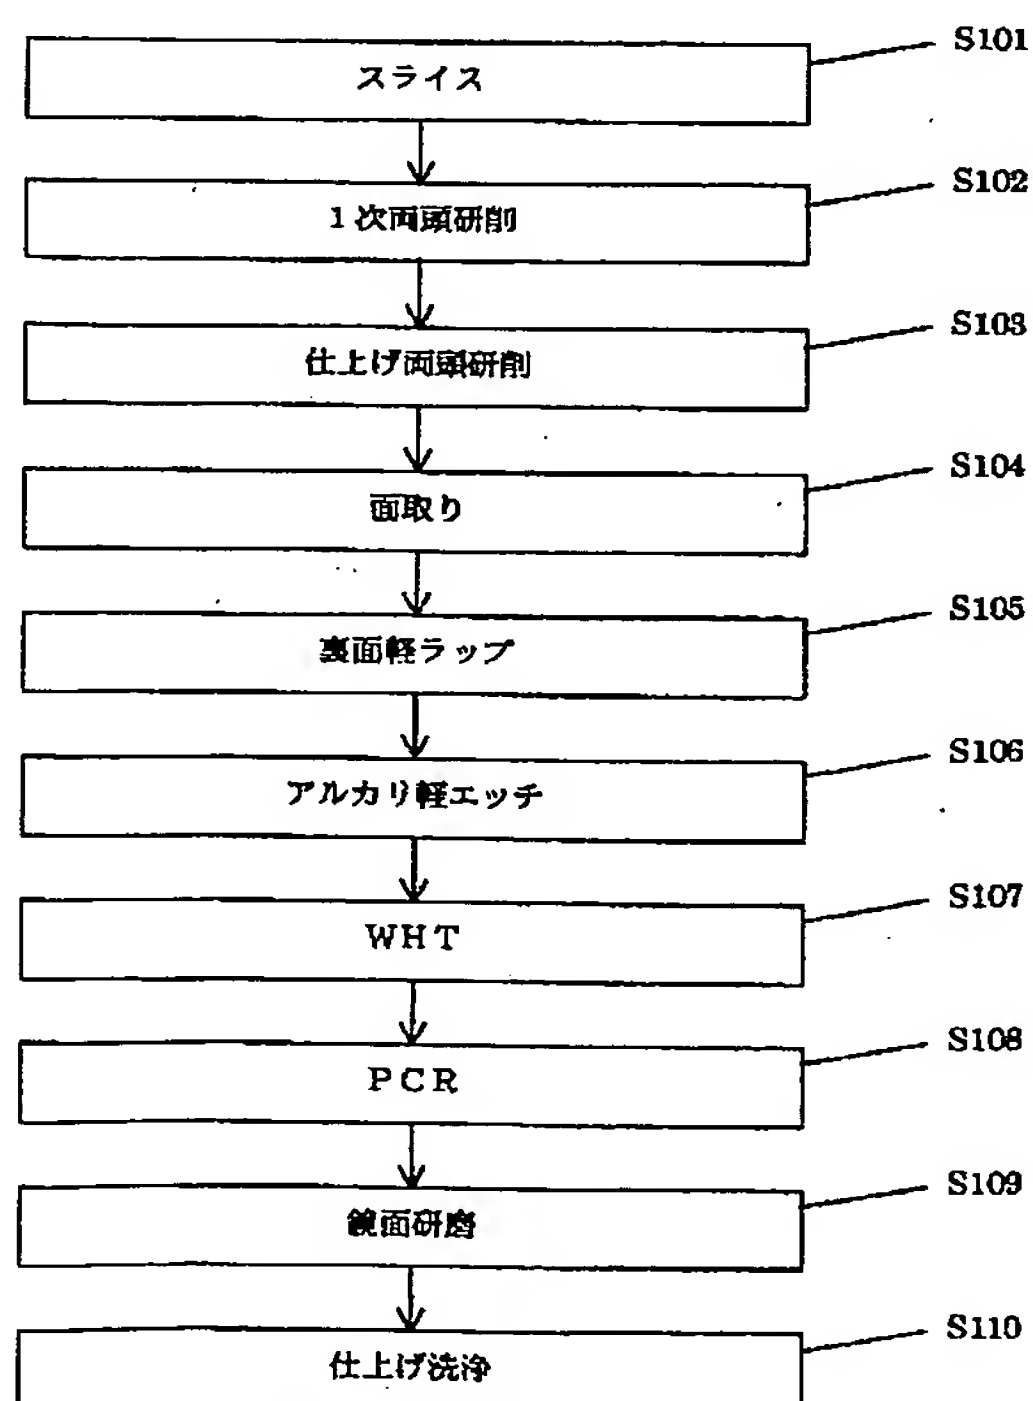 スライス S101
1次両頭研削 S102
仕上げ両頭研削 S103
面取り S104
裏面軽ラップ S105
アルカリ軽エッチ S106
WHT S107
PCR S108
鏡面研磨 S109
仕上げ洗浄 S110